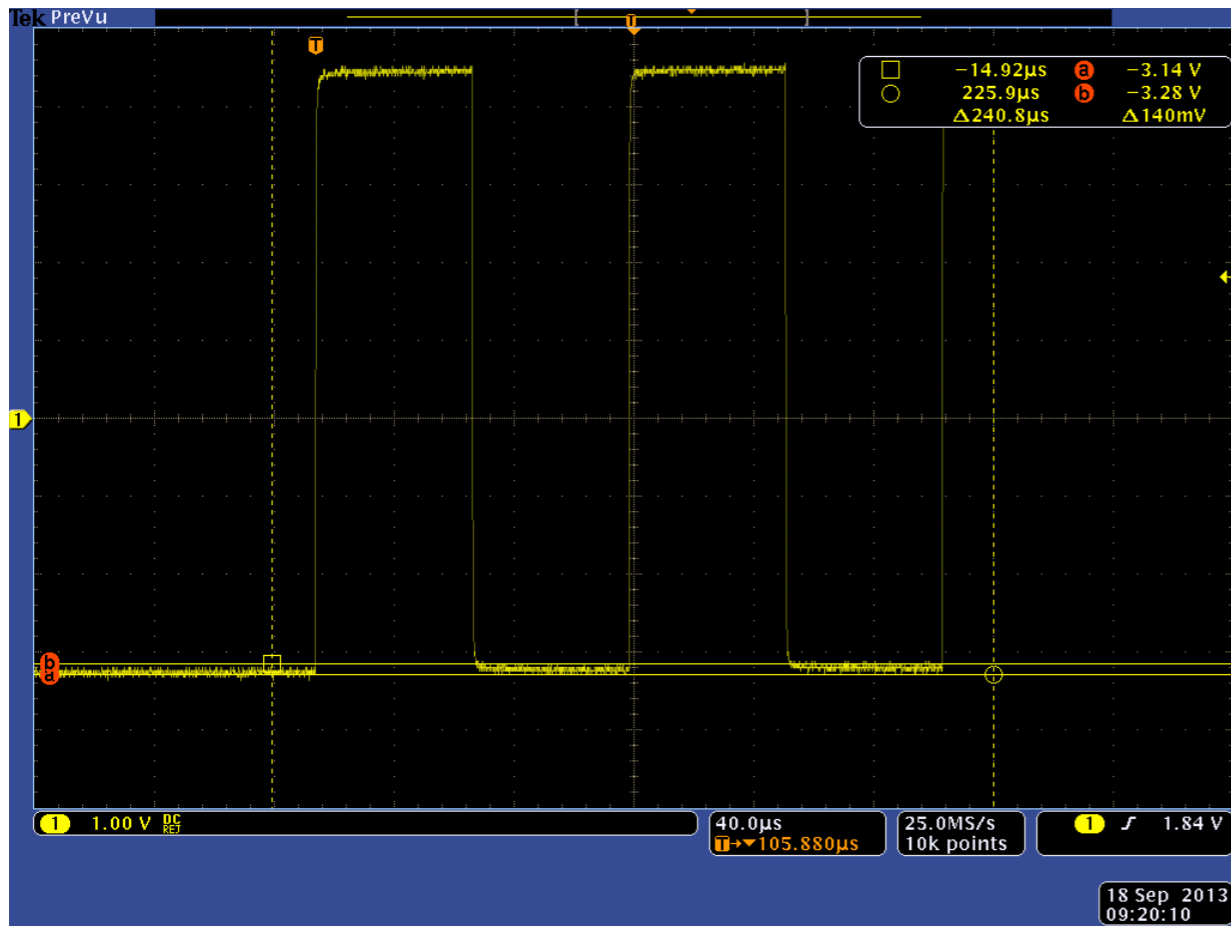 Tek PreVu
T
T
-14.92µs a -3.14 V
225.9µs b -3.28 V
Δ240.8µs Δ140mV
1
b
a
1 1.00 V DC REJ
40.0µs
T→▼105.880µs
25.0MS/s
10k points
1 ʃ 1.84 V
18 Sep 2013
09:20:10